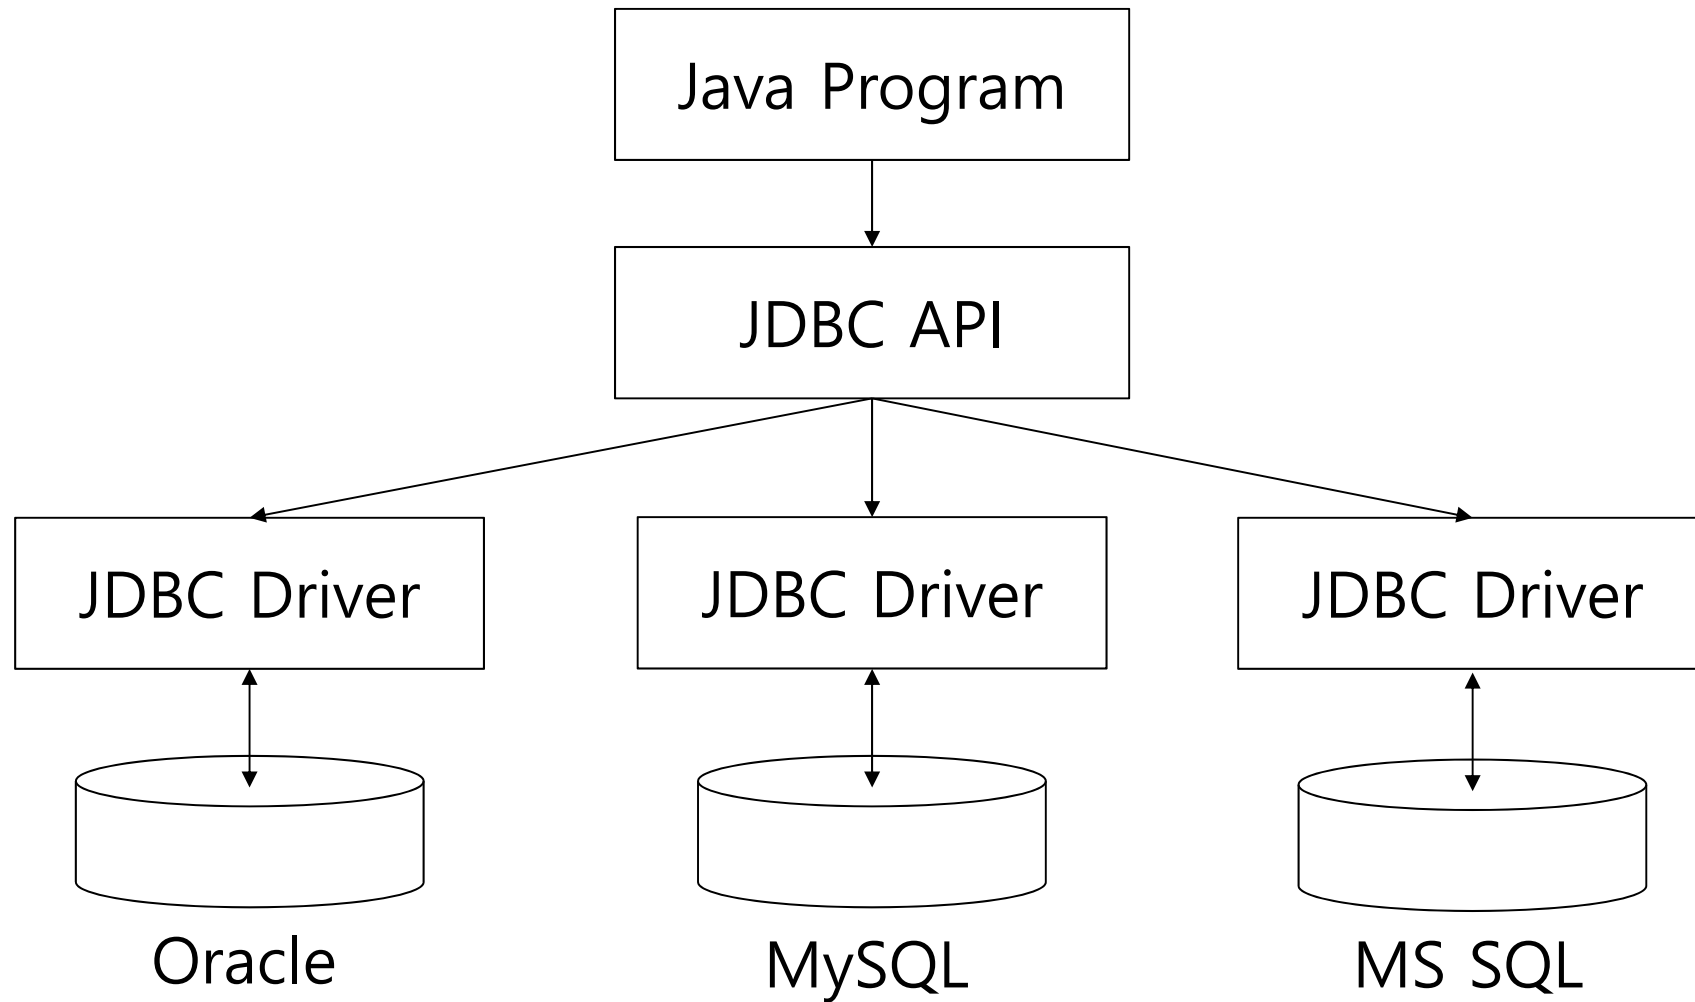 Java Program
JDBC API
JDBC Driver
JDBC Driver
JDBC Driver
Oracle
MySQL
MS SQL